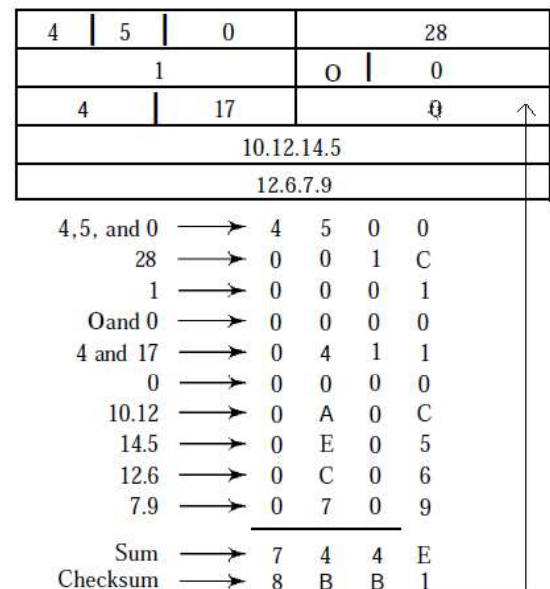 4 5 0 28
1 O 0
4 17 0
10.12.14.5
12.6.7.9
4,5, and 0 4 5 0 0
28 0 0 1 C
1 0 0 0 1
Oand 0 0 0 0 0
4 and 17 0 4 1 1
0 0 0 0 0
10.12 0 A 0 C
14.5 0 E 0 5
12.6 0 C 0 6
7.9 0 7 0 9
Sum 7 4 4 E
Checksum 8 B B 1